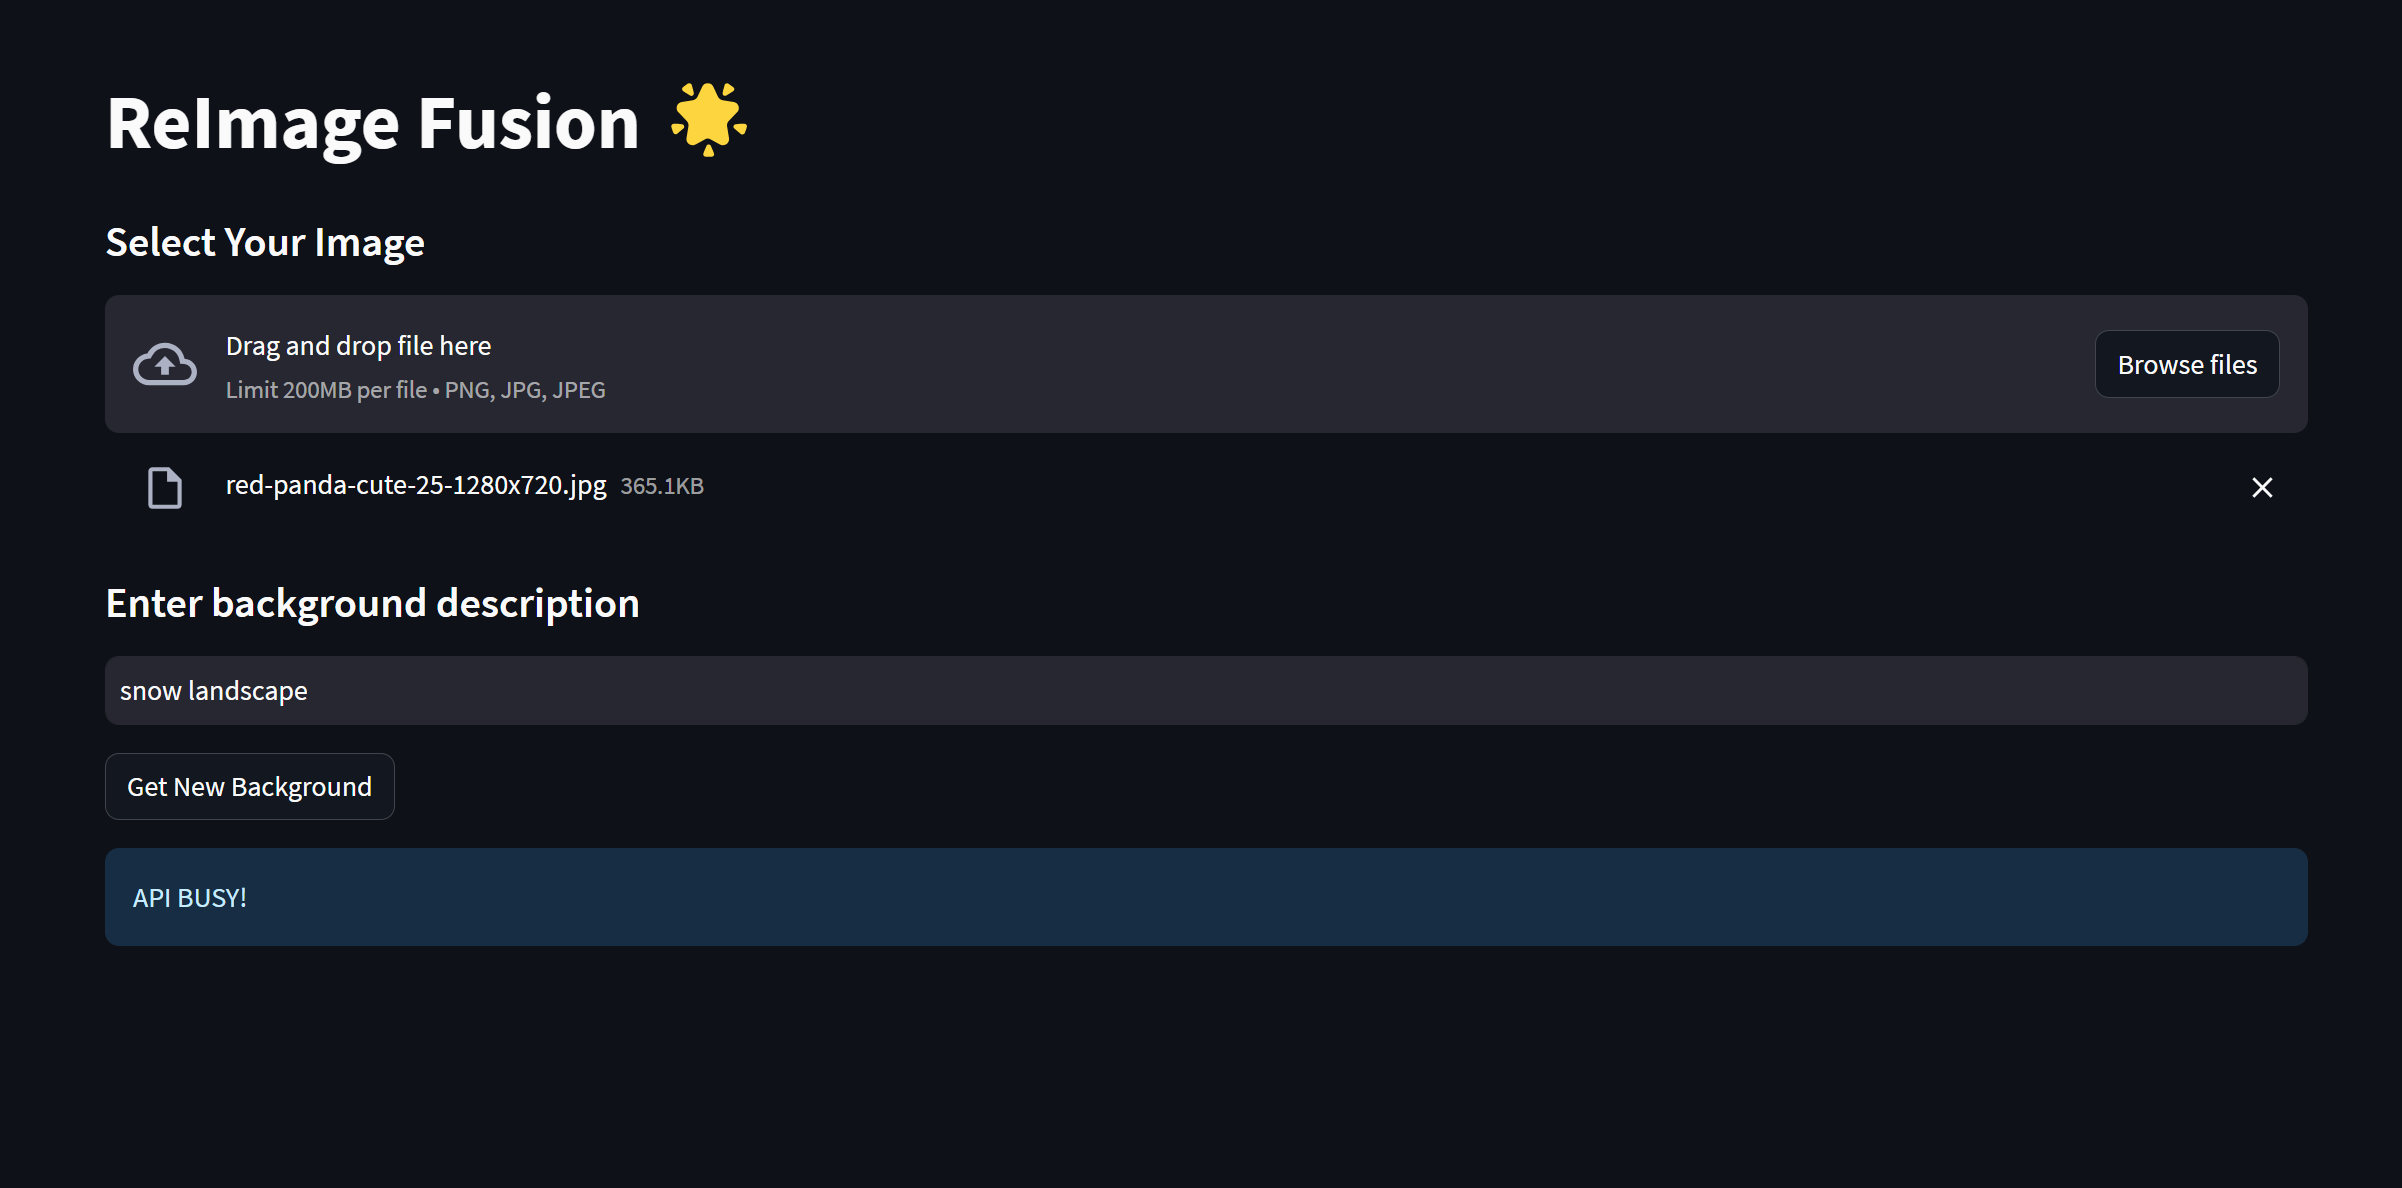 ReImage Fusion
Select Your Image
Drag and drop file here
Limit 200MB per file • PNG, JPG, JPEG
Browse files
red-panda-cute-25-1280x720.jpg 365.1KB
Enter background description
snow landscape
Get New Background
API BUSY!